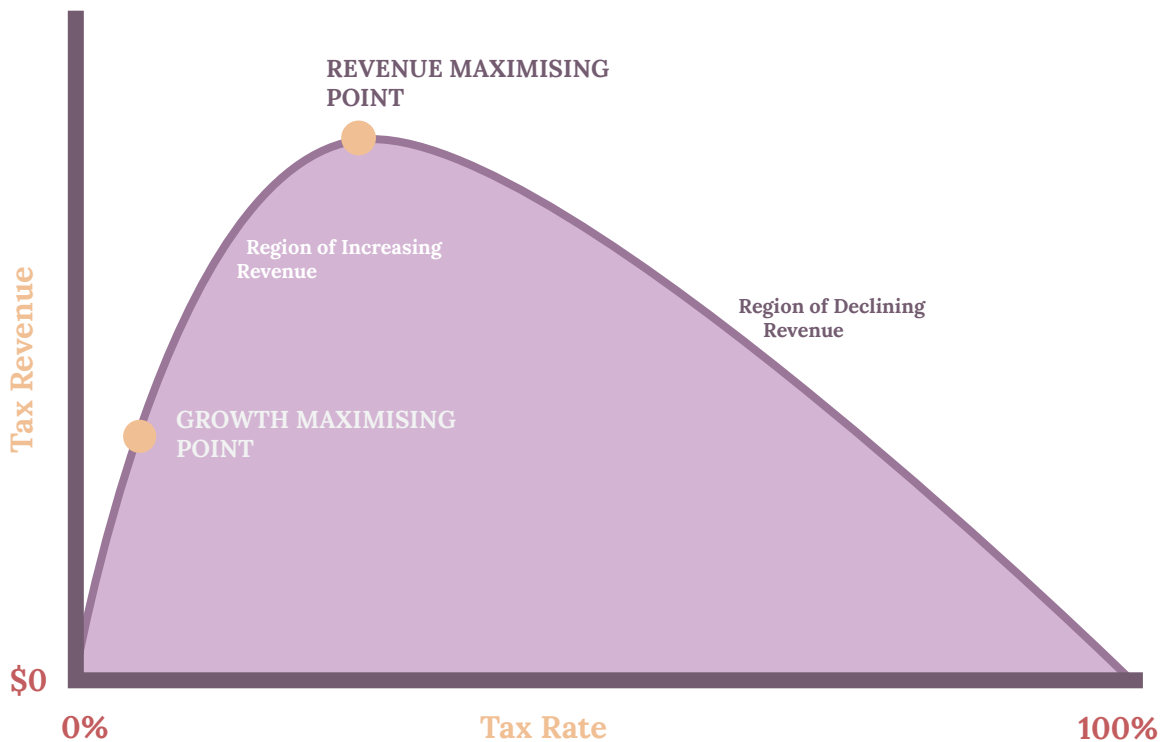 REVENUE MAXIMISING
POINT
Region of Increasing
Revenue
Region of Declining
Revenue
Tax Revenue
GROWTH MAXIMISING
POINT
$0
0%
Tax Rate
100%